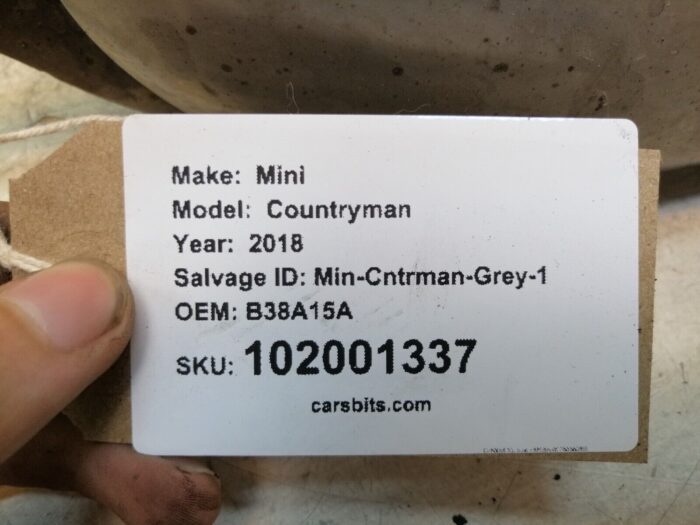 Make: Mini
Model: Countryman
Year: 2018
Salvage ID: Min-Cntrman-Grey-1
OEM: B38A15A
SKU: 102001337
carsbits.com